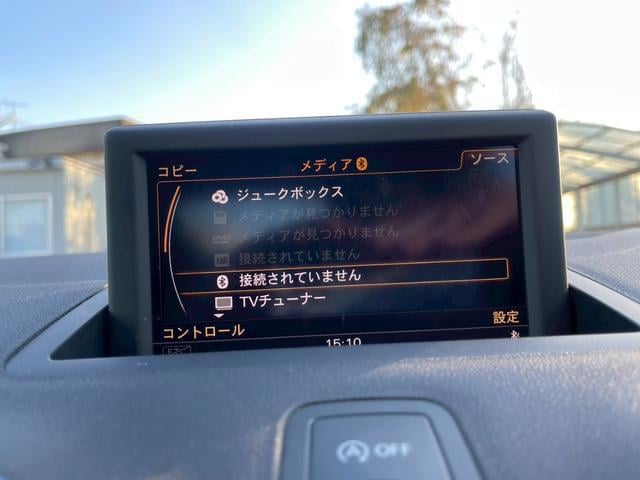 コピー メディア ソース
ジュークボックス
メディアが見つかりません
DVD メディアが見つかりません
AMI 接続されていません
接続されていません
TVチューナー
コントロール 設定
15:10
A OFF